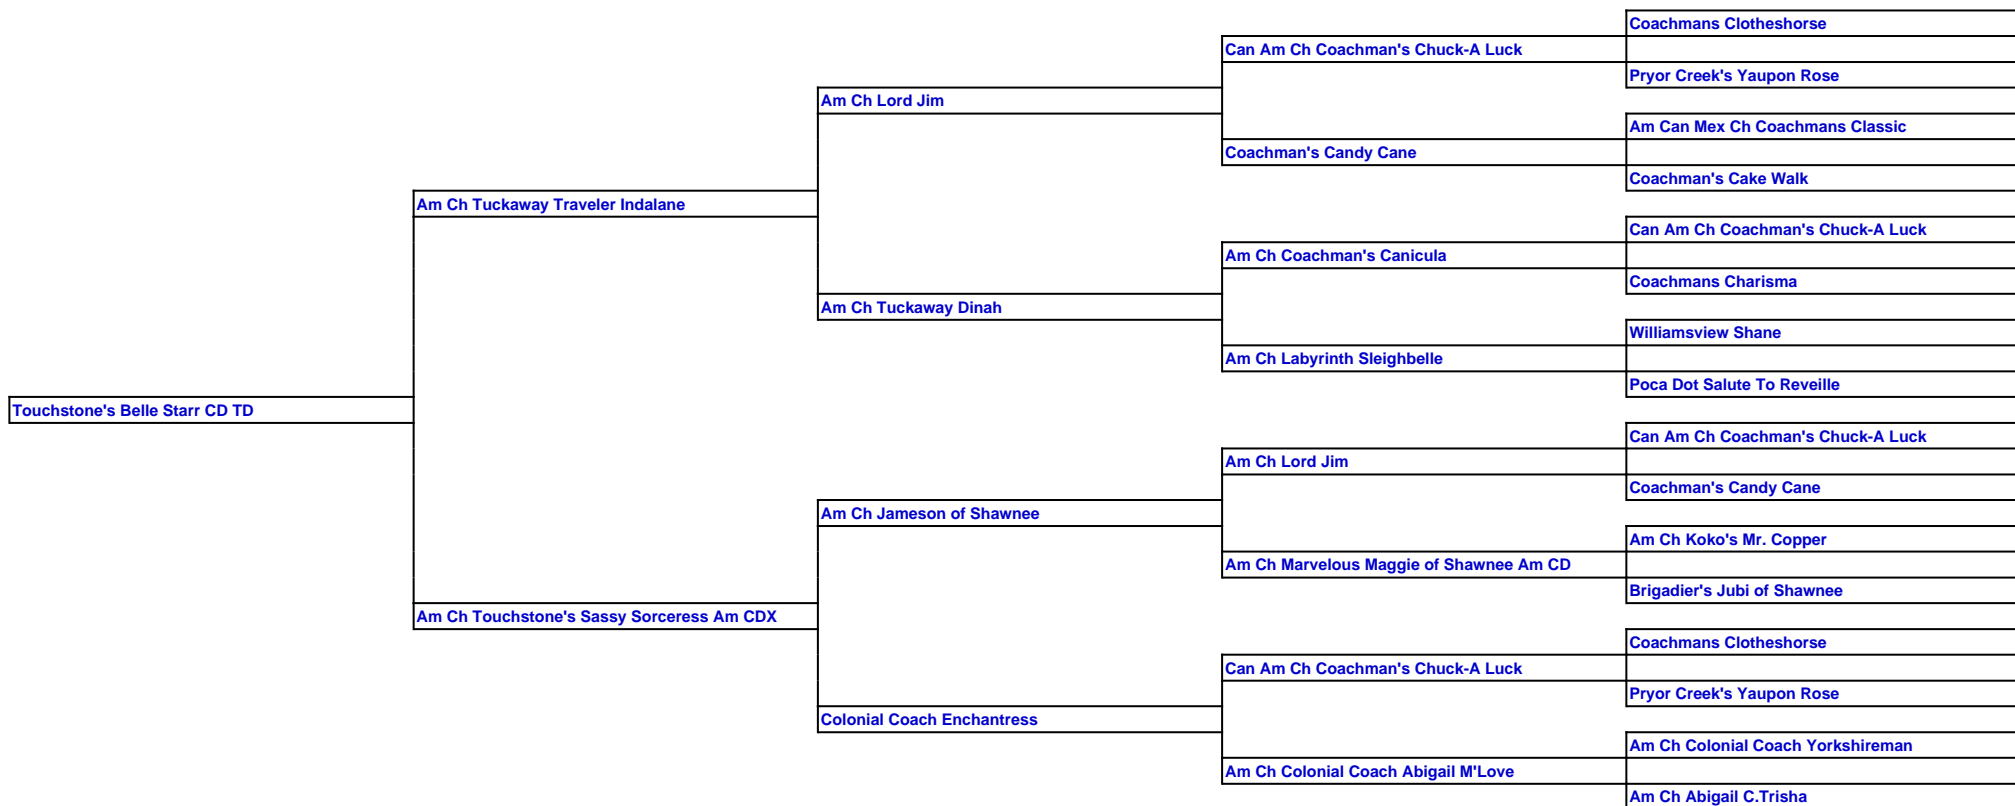 Coachmans Clotheshorse
Can Am Ch Coachman's Chuck-A Luck
Pryor Creek's Yaupon Rose
Am Ch Lord Jim
Am Can Mex Ch Coachmans Classic
Coachman's Candy Cane
Coachman's Cake Walk
Am Ch Tuckaway Traveler Indalane
Can Am Ch Coachman's Chuck-A Luck
Am Ch Coachman's Canicula
Coachmans Charisma
Am Ch Tuckaway Dinah
Williamsview Shane
Am Ch Labyrinth Sleighbelle
Poca Dot Salute To Reveille
Touchstone's Belle Starr CD TD
Can Am Ch Coachman's Chuck-A Luck
Am Ch Lord Jim
Coachman's Candy Cane
Am Ch Jameson of Shawnee
Am Ch Koko's Mr. Copper
Am Ch Marvelous Maggie of Shawnee Am CD
Brigadier's Jubi of Shawnee
Am Ch Touchstone's Sassy Sorceress Am CDX
Coachmans Clotheshorse
Can Am Ch Coachman's Chuck-A Luck
Pryor Creek's Yaupon Rose
Colonial Coach Enchantress
Am Ch Colonial Coach Yorkshireman
Am Ch Colonial Coach Abigail M'Love
Am Ch Abigail C.Trisha